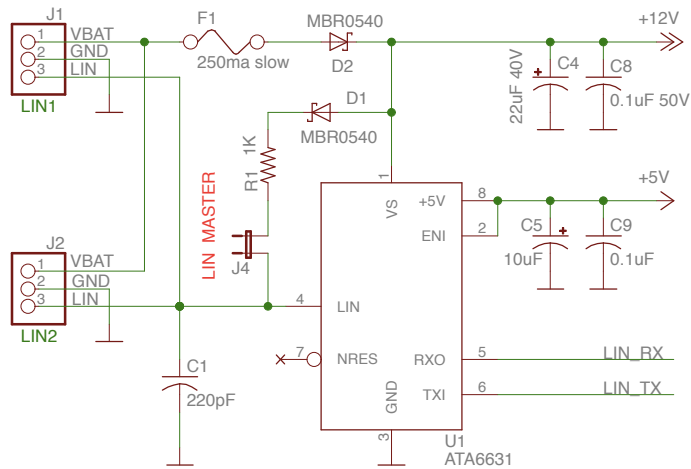 J1
1 VBAT
2 GND
3 LIN
LIN1
F1
250ma slow
MBR0540
D2
+12V
22uF 40V
C4
C8
0.1uF 50V
D1
MBR0540
R1 1K
LIN MASTER
J4
1
VS
+5V
8
ENI
2
+5V
C5
10uF
C9
0.1uF
J2
1 VBAT
2 GND
3 LIN
LIN2
4
LIN
7
NRES
RXO
5
LIN_RX
TXI
6
LIN_TX
GND
3
C1
220pF
U1
ATA6631